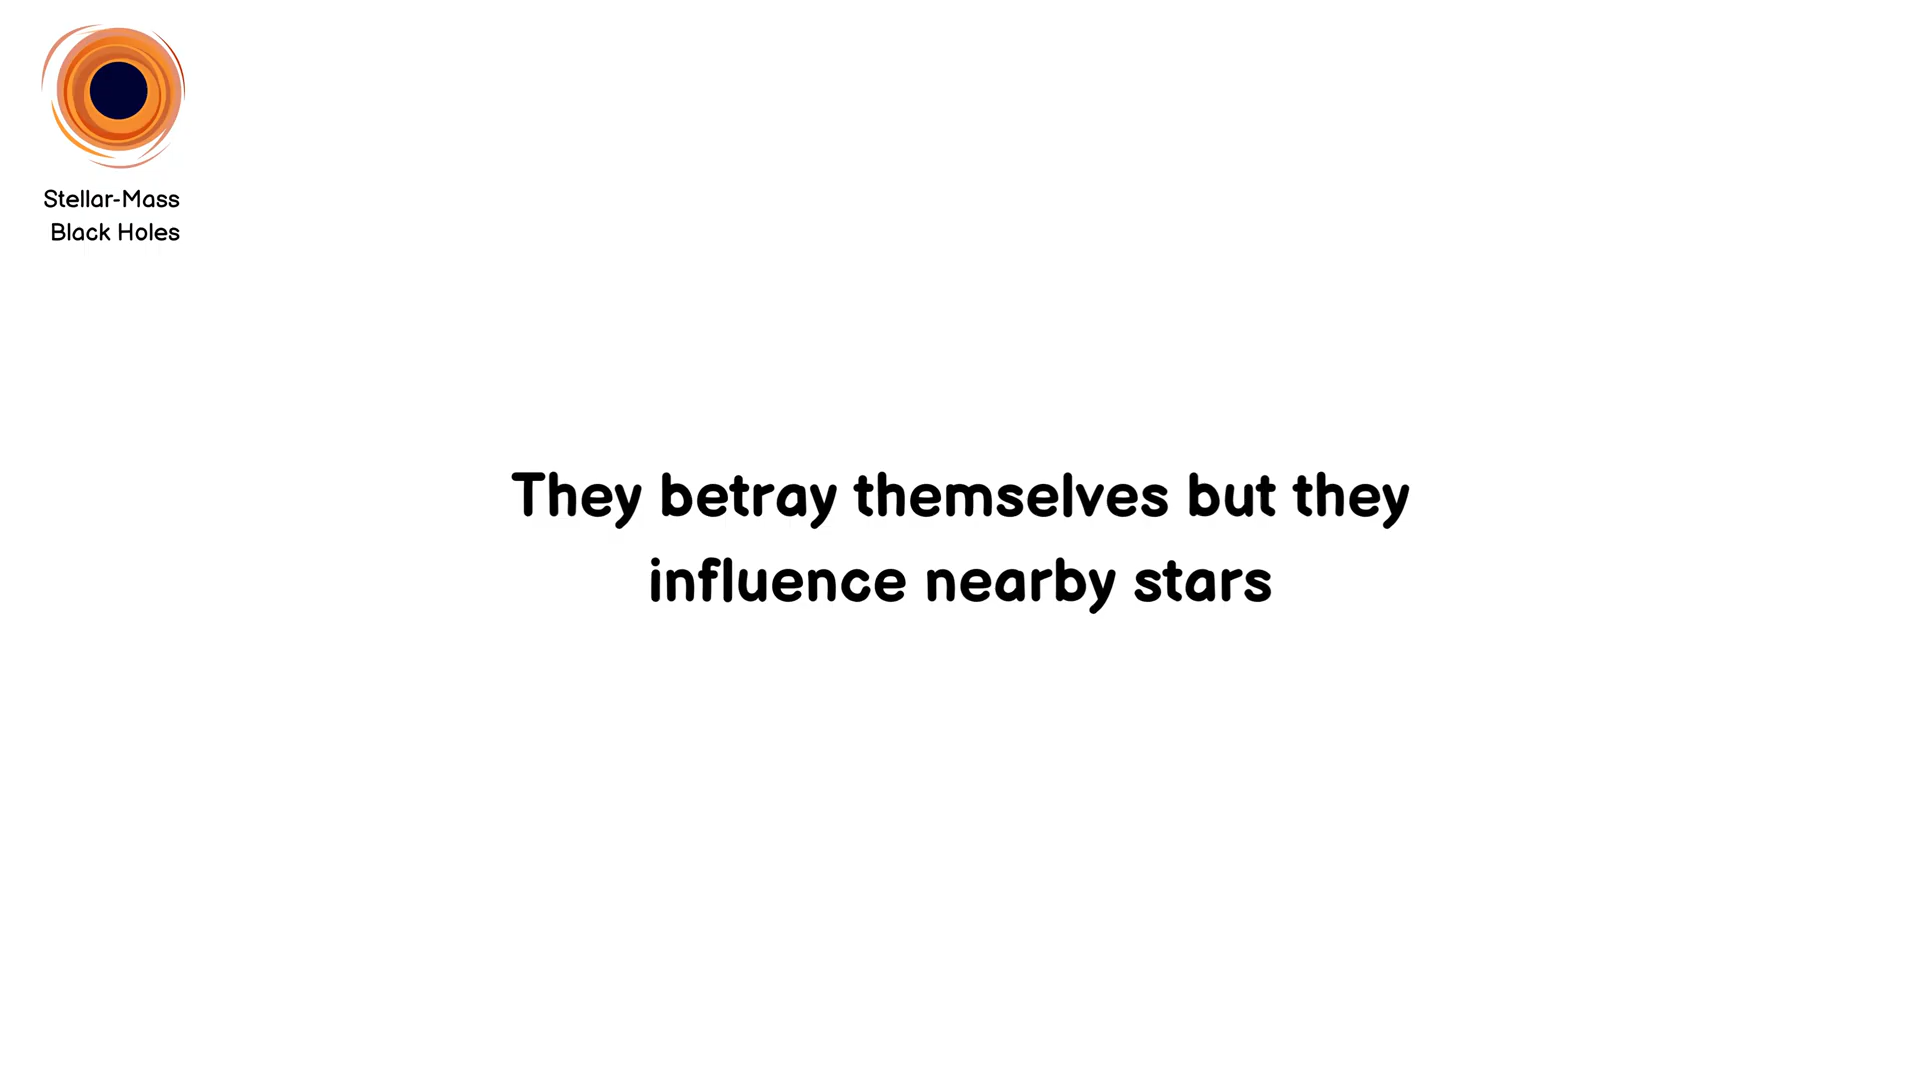 Stellar-Mass
Black Holes
They betray themselves but they
influence nearby stars